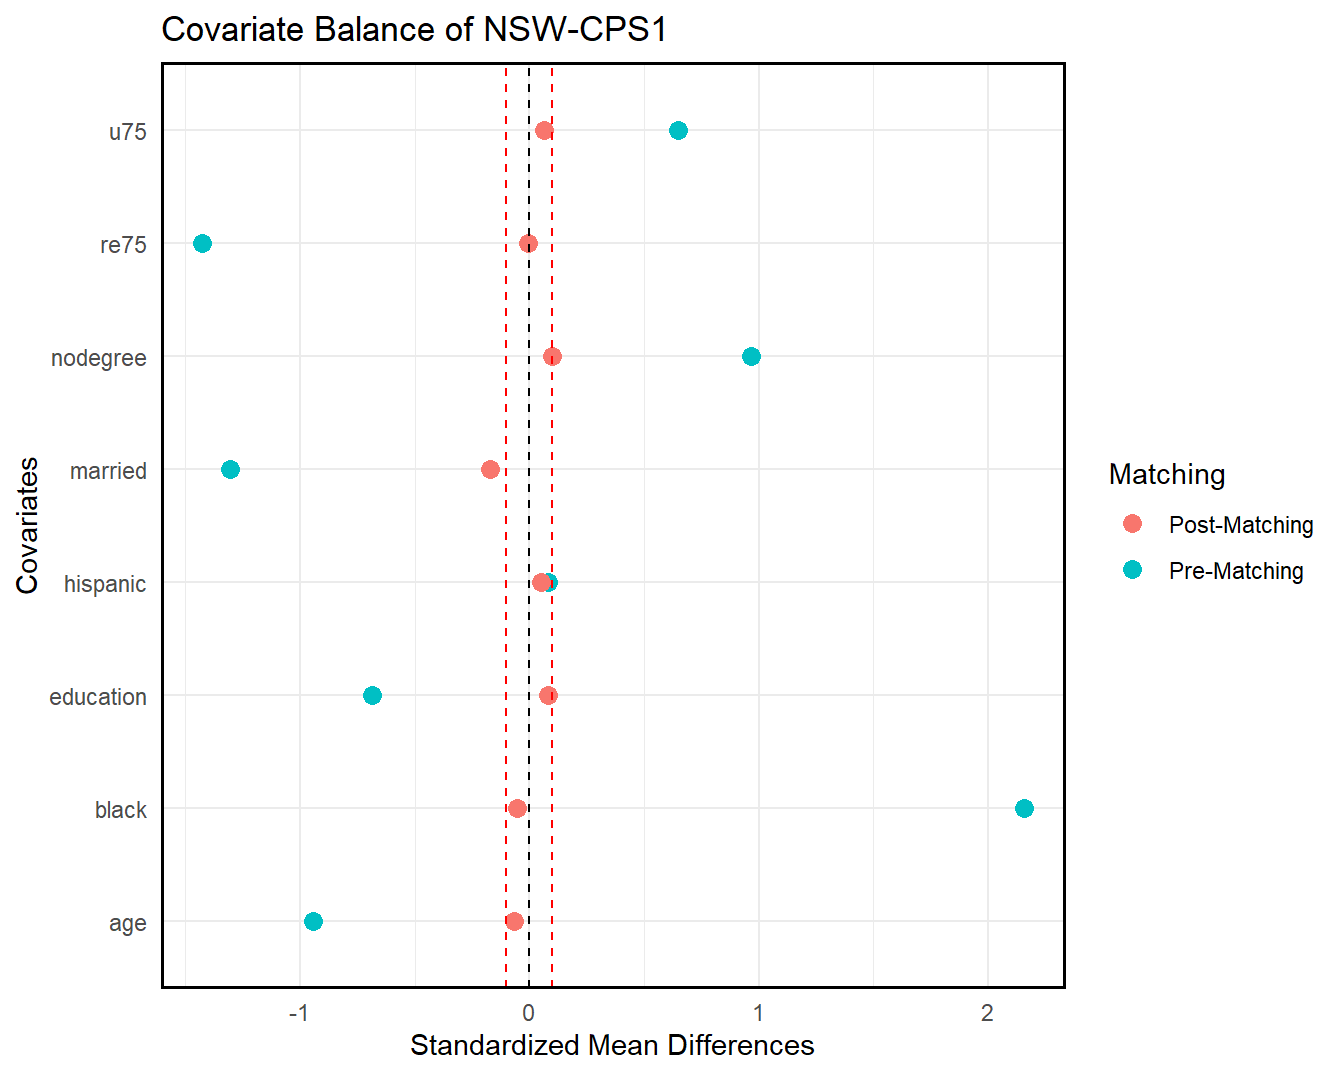 Covariate Balance of NSW-CPS1
u75
re75
nodegree
married
hispanic
education
black
age
Covariates
-1
0
1
2
Standardized Mean Differences
Matching
Post-Matching
Pre-Matching